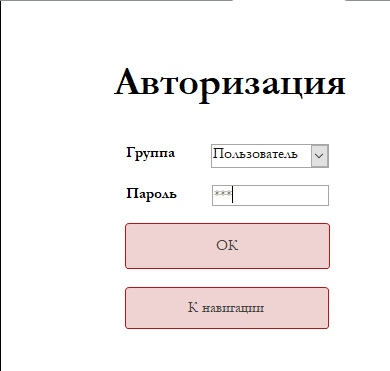 Авторизация
Группа
Пользователь
Пароль
***
ОК
К навигации